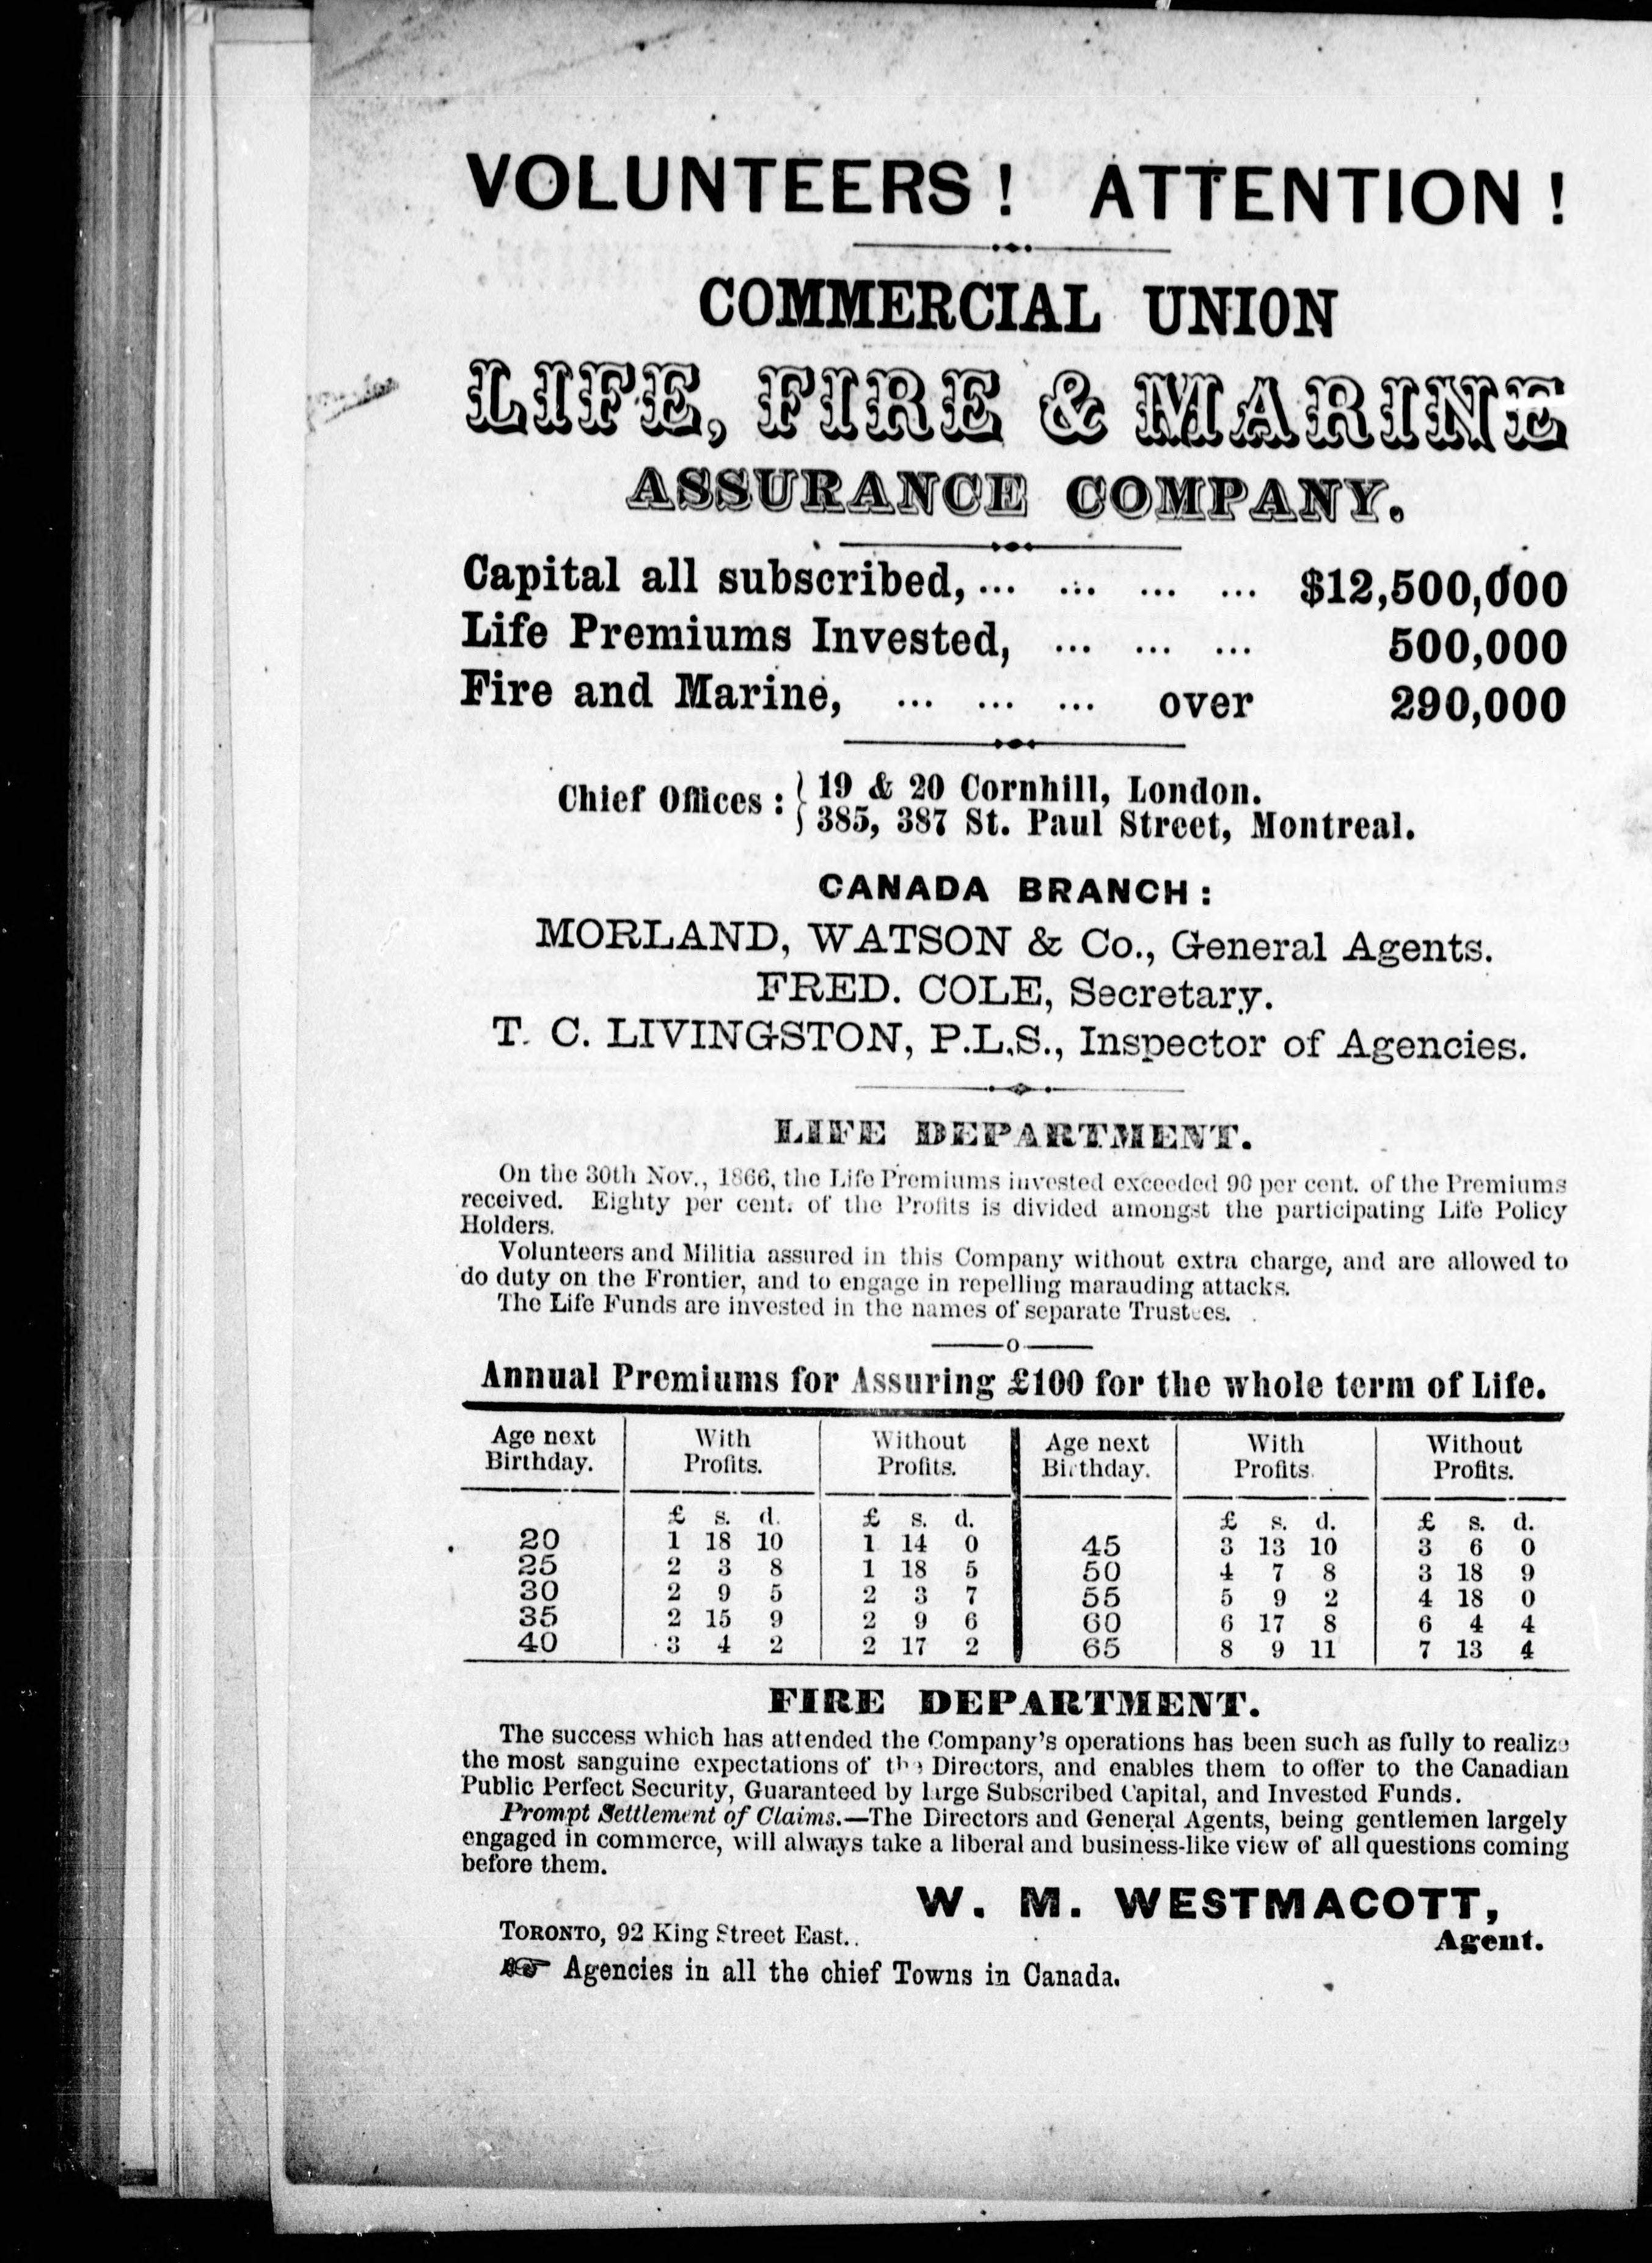 VOLUNTEERS! ATTENTION!
COMMERCIAL UNION
LIFE, FIRE & MARINE
ASSURANCE COMPANY.
Capital all subscribed, ... ... ... ... $12,500,000
Life Premiums Invested, ... ... ... 500,000
Fire and Marine, ... ... ... over 290,000
Chief Offices: } 19 & 20 Cornhill, London.
385, 387 St. Paul Street, Montreal.
CANADA BRANCH:
MORLAND, WATSON & Co., General Agents.
FRED. COLE, Secretary.
T. C. LIVINGSTON, P.L.S., Inspector of Agencies.
LIFE DEPARTMENT.
On the 30th Nov., 1866, the Life Premiums invested exceeded 90 per cent. of the Premiums
received. Eighty per cent. of the Profits is divided amongst the participating Life Policy
Holders.
Volunteers and Militia assured in this Company without extra charge, and are allowed to
do duty on the Frontier, and to engage in repelling marauding attacks.
The Life Funds are invested in the names of separate Trustees.
——o——
Annual Premiums for Assuring £100 for the whole term of Life.
Age next With Without Age next With Without
Birthday. Profits. Profits. Birthday. Profits. Profits.
£ s. d. £ s. d. £ s. d. £ s. d.
20 1 18 10 1 14 0 45 3 13 10 3 6 0
25 2 3 8 1 18 5 50 4 7 8 3 18 9
30 2 9 5 2 3 7 55 5 9 2 4 18 0
35 2 15 9 2 9 6 60 6 17 8 6 4 4
40 3 4 2 2 17 2 65 8 9 11 7 13 4
FIRE DEPARTMENT.
The success which has attended the Company's operations has been such as fully to realize
the most sanguine expectations of the Directors, and enables them to offer to the Canadian
Public Perfect Security, Guaranteed by large Subscribed Capital, and Invested Funds.
Prompt Settlement of Claims.—The Directors and General Agents, being gentlemen largely
engaged in commerce, will always take a liberal and business-like view of all questions coming
before them.
W. M. WESTMACOTT,
TORONTO, 92 King Street East. Agent.
☞ Agencies in all the chief Towns in Canada.